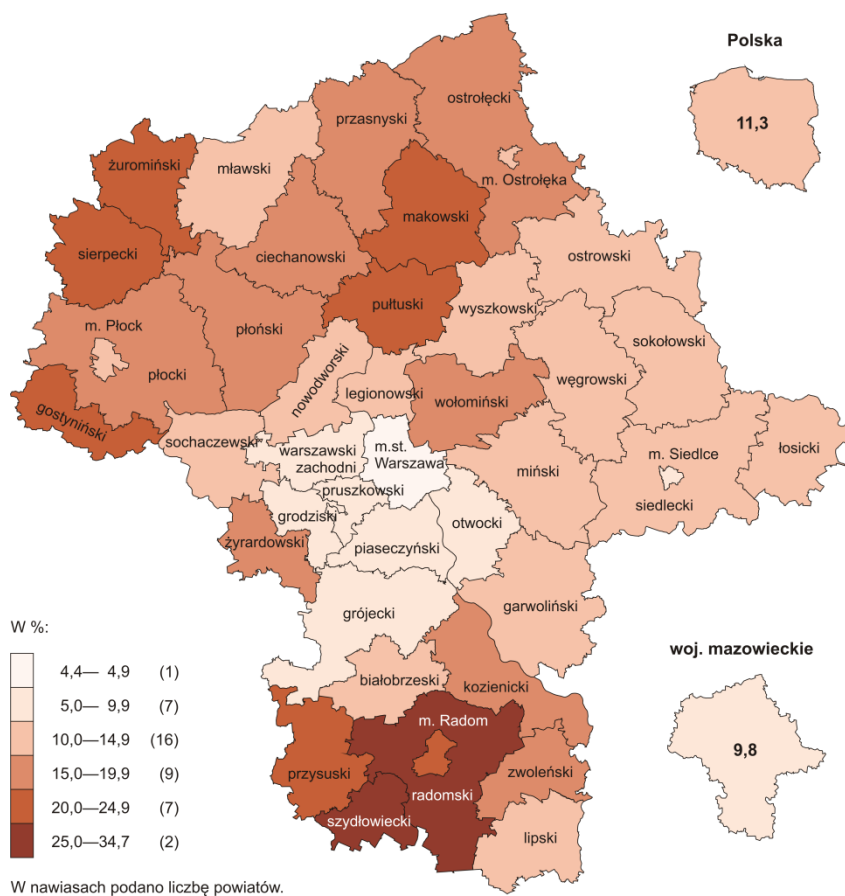 Polska
11,3
ostrołęcki
przasnyski
żuromiński
mławski
m. Ostrołęka
makowski
sierpecki
ciechanowski
ostrowski
pułtuski
wyszkowski
m. Płock
płoński
sokołowski
nowodworski
węgrowski
płocki
legionowski
wołomiński
gostyniński
sochaczewski
warszawski
zachodni
m.st.
Warszawa
łosicki
m. Siedlce
miński
pruszkowski
siedlecki
grodziski
otwocki
żyrardowski
piaseczyński
garwoliński
grójecki
W %:
4,4— 4,9 (1)
5,0— 9,9 (7)
10,0—14,9 (16)
15,0—19,9 (9)
20,0—24,9 (7)
25,0—34,7 (2)
woj. mazowieckie
9,8
białobrzeski
kozienicki
m. Radom
przysuski
zwoleński
radomski
szydłowiecki
lipski
W nawiasach podano liczbę powiatów.